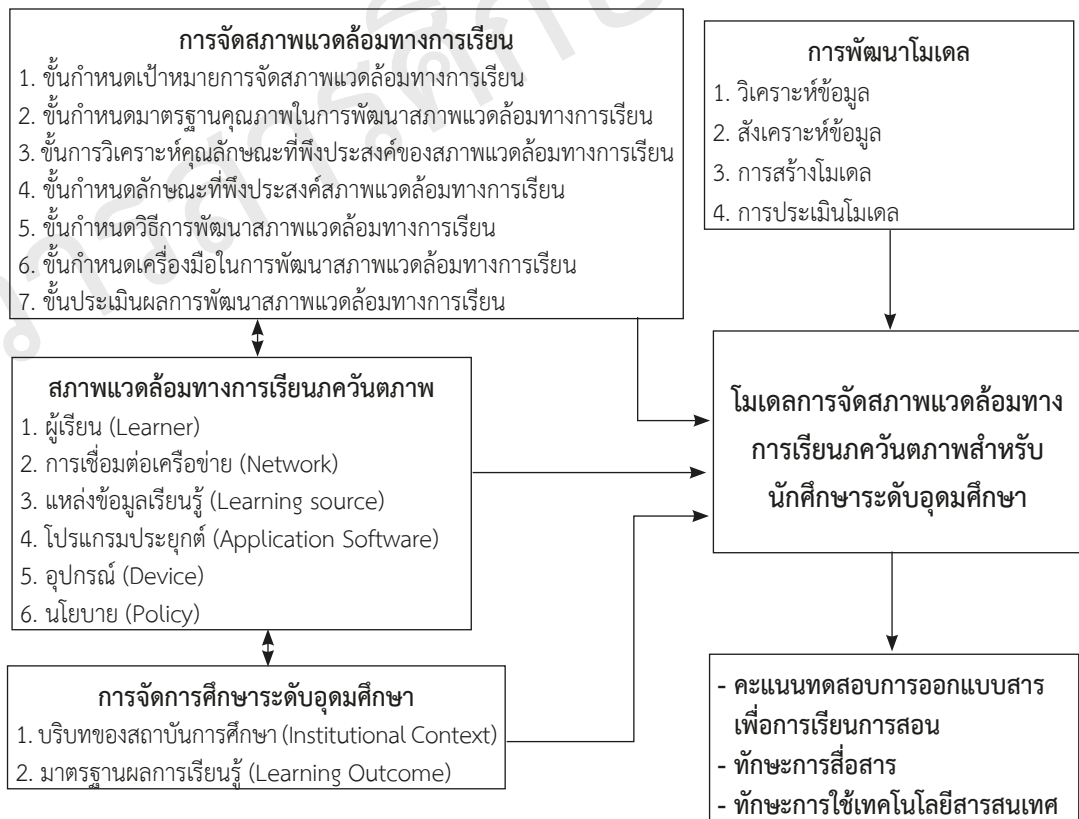 การจัดสภาพแวดล้อมทางการเรียน
1. ขั้นกำหนดเป้าหมายการจัดสภาพแวดล้อมทางการเรียน
2. ขั้นกำหนดมาตรฐานคุณภาพในการพัฒนาสภาพแวดล้อมทางการเรียน
3. ขั้นการวิเคราะห์คุณลักษณะที่พึงประสงค์ของสภาพแวดล้อมทางการเรียน
4. ขั้นกำหนดลักษณะที่พึงประสงค์สภาพแวดล้อมทางการเรียน
5. ขั้นกำหนดวิธีการพัฒนาสภาพแวดล้อมทางการเรียน
6. ขั้นกำหนดเครื่องมือในการพัฒนาสภาพแวดล้อมทางการเรียน
7. ขั้นประเมินผลการพัฒนาสภาพแวดล้อมทางการเรียน
การพัฒนาโมเดล
1. วิเคราะห์ข้อมูล
2. สังเคราะห์ข้อมูล
3. การสร้างโมเดล
4. การประเมินโมเดล
สภาพแวดล้อมทางการเรียนภควันตภาพ
1. ผู้เรียน (Learner)
2. การเชื่อมต่อเครือข่าย (Network)
3. แหล่งข้อมูลเรียนรู้ (Learning source)
4. โปรแกรมประยุกต์ (Application Software)
5. อุปกรณ์ (Device)
6. นโยบาย (Policy)
โมเดลการจัดสภาพแวดล้อมทาง
การเรียนภควันตภาพสำหรับ
นักศึกษาระดับอุดมศึกษา
การจัดการศึกษาระดับอุดมศึกษา
1. บริบทของสถาบันการศึกษา (Institutional Context)
2. มาตรฐานผลการเรียนรู้ (Learning Outcome)
- คะแนนทดสอบการออกแบบสาร
เพื่อการเรียนการสอน
- ทักษะการสื่อสาร
- ทักษะการใช้เทคโนโลยีสารสนเทศ